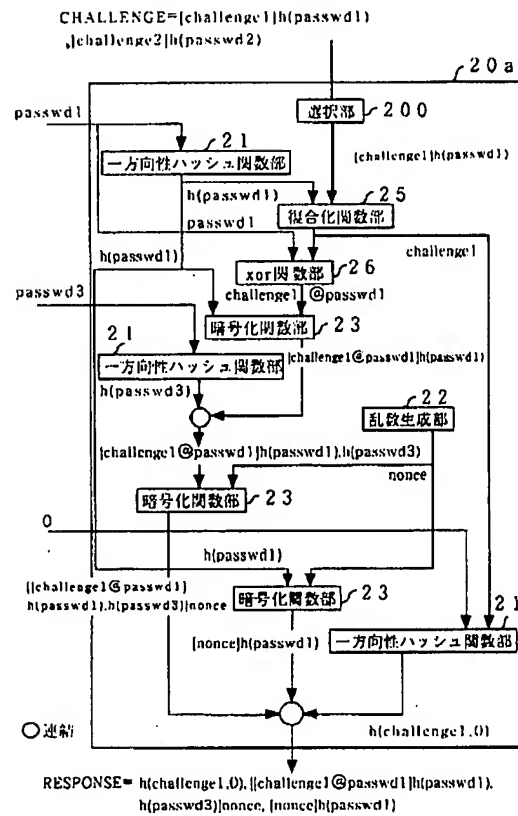 CHALLENGE=[challenge1]h(passwd1)
,[challenge2]h(passwd2)
20a
passwd1
選択部
200
21
[challenge1]h(passwd1)
一方向性ハッシュ関数部
h(passwd1)
25
復合化関数部
passwd1
h(passwd1)
challenge1
xor関数部
26
passwd3
challenge1@passwd1
暗号化関数部
23
21
一方向性ハッシュ関数部
[challenge1@passwd1]h(passwd1)
22
h(passwd3)
乱数生成部
[challenge1@passwd1]h(passwd1),h(passwd3)
nonce
暗号化関数部
23
0
h(passwd1)
[[challenge1@passwd1]
h(passwd1),h(passwd3)]nonce
暗号化関数部
23
21
[nonce]h(passwd1)
一方向性ハッシュ関数部
○連結
h(challenge1,0)
RESPONSE= h(challenge1,0),[[challenge1@passwd1]h(passwd1),
h(passwd3)]nonce, [nonce]h(passwd1)